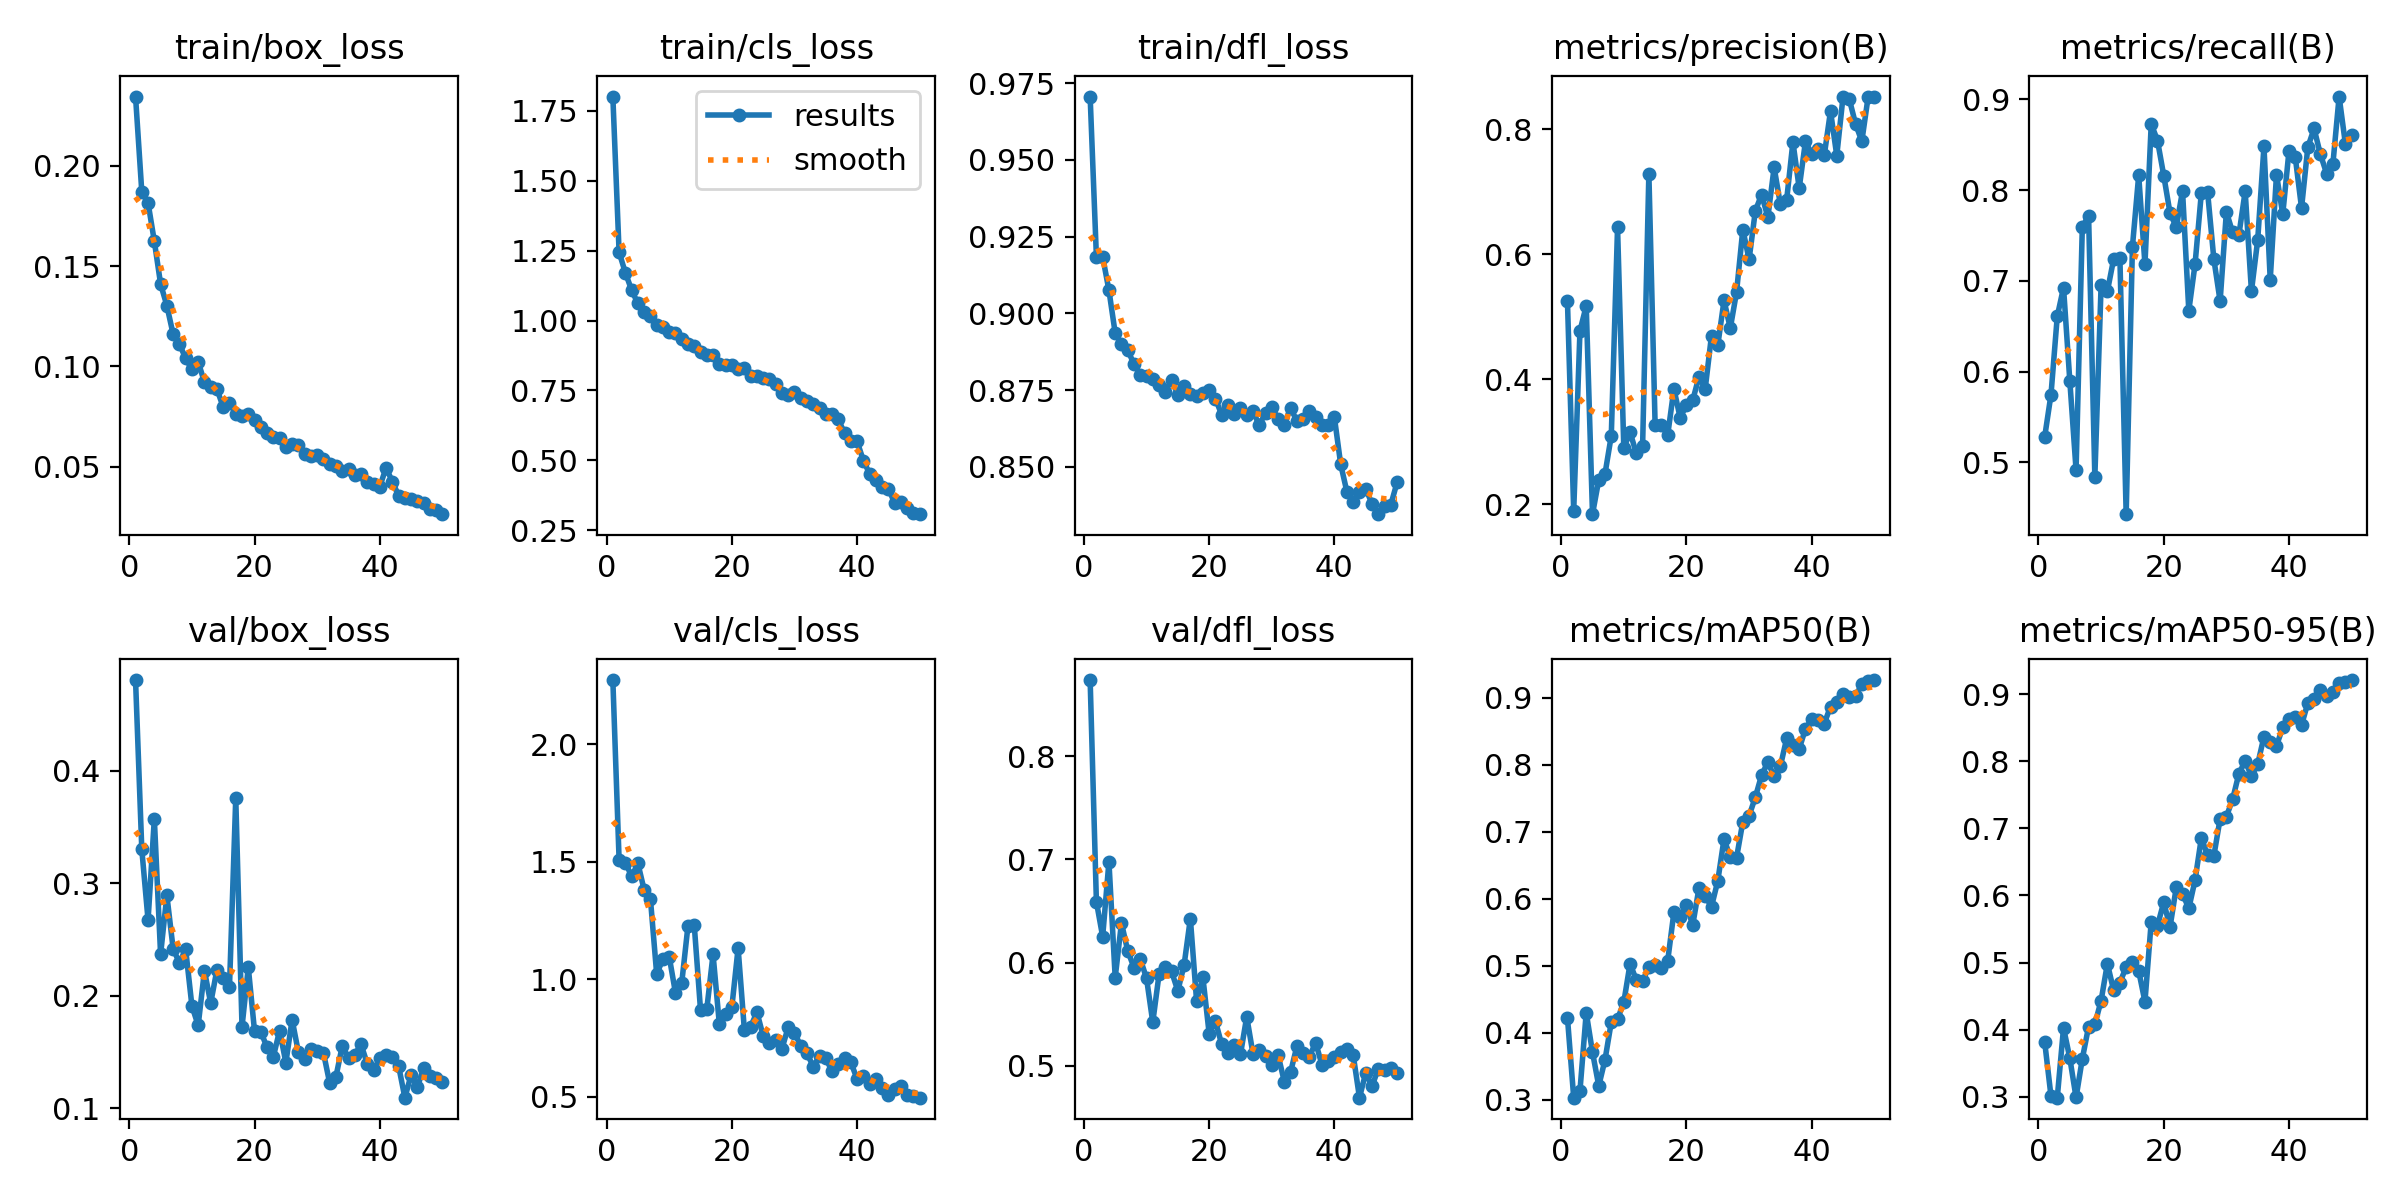 train/box_loss
0.20
0.15
0.10
0.05
0 20 40
train/cls_loss
results
smooth
1.75
1.50
1.25
1.00
0.75
0.50
0.25
0 20 40
train/dfl_loss
0.975
0.950
0.925
0.900
0.875
0.850
0 20 40
metrics/precision(B)
0.8
0.6
0.4
0.2
0 20 40
metrics/recall(B)
0.9
0.8
0.7
0.6
0.5
0 20 40
val/box_loss
0.4
0.3
0.2
0.1
0 20 40
val/cls_loss
2.0
1.5
1.0
0.5
0 20 40
val/dfl_loss
0.8
0.7
0.6
0.5
0 20 40
metrics/mAP50(B)
0.9
0.8
0.7
0.6
0.5
0.4
0.3
0 20 40
metrics/mAP50-95(B)
0.9
0.8
0.7
0.6
0.5
0.4
0.3
0 20 40